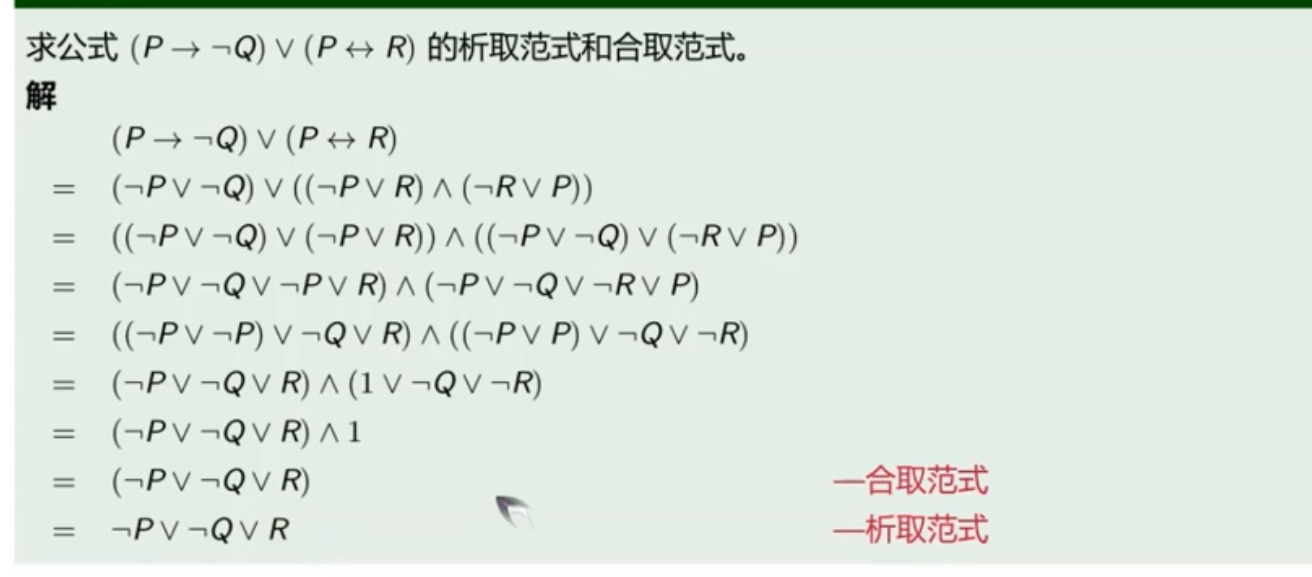 求公式 (P → ¬Q) ∨ (P ↔ R) 的析取范式和合取范式。
解
(P → ¬Q) ∨ (P ↔ R)
= (¬P ∨ ¬Q) ∨ ((¬P ∨ R) ∧ (¬R ∨ P))
= ((¬P ∨ ¬Q) ∨ (¬P ∨ R)) ∧ ((¬P ∨ ¬Q) ∨ (¬R ∨ P))
= (¬P ∨ ¬Q ∨ ¬P ∨ R) ∧ (¬P ∨ ¬Q ∨ ¬R ∨ P)
= ((¬P ∨ ¬P) ∨ ¬Q ∨ R) ∧ ((¬P ∨ P) ∨ ¬Q ∨ ¬R)
= (¬P ∨ ¬Q ∨ R) ∧ (1 ∨ ¬Q ∨ ¬R)
= (¬P ∨ ¬Q ∨ R) ∧ 1
= (¬P ∨ ¬Q ∨ R) —合取范式
= ¬P ∨ ¬Q ∨ R —析取范式